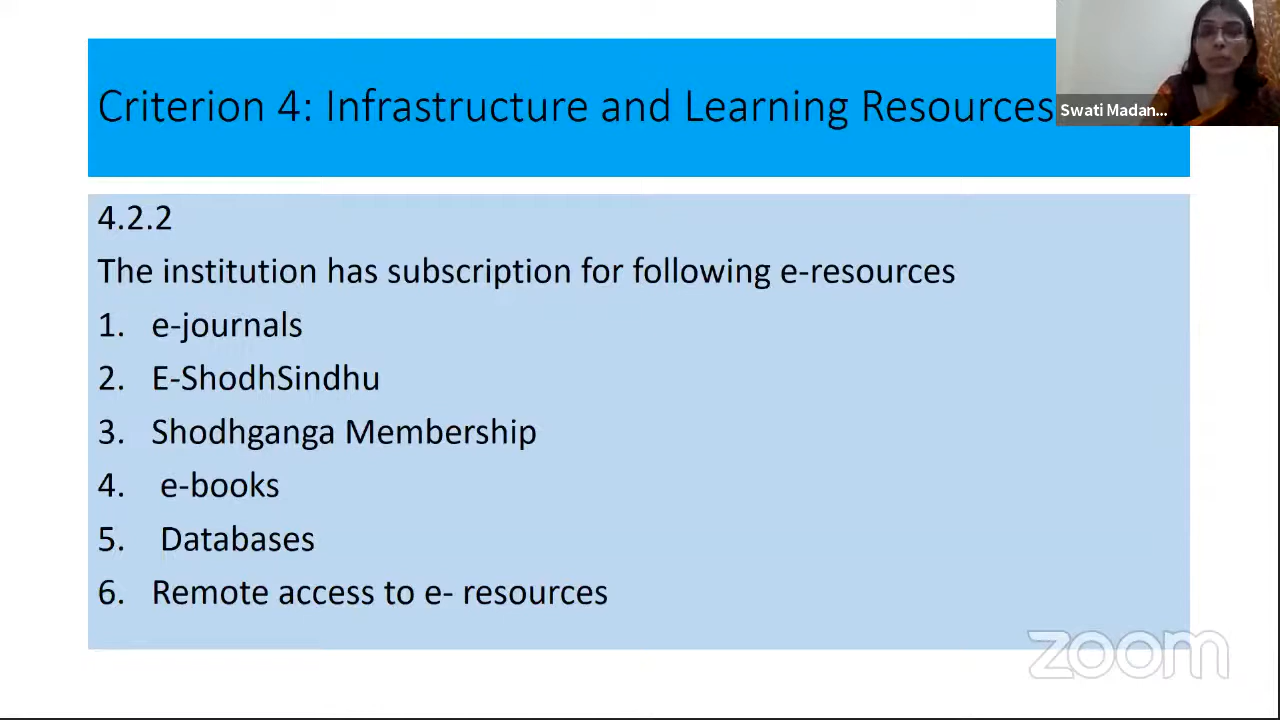 Criterion 4: Infrastructure and Learning Resources
Swati Madan...
4.2.2
The institution has subscription for following e-resources
1. e-journals
2. E-ShodhSindhu
3. Shodhganga Membership
4. e-books
5. Databases
6. Remote access to e- resources
zoom